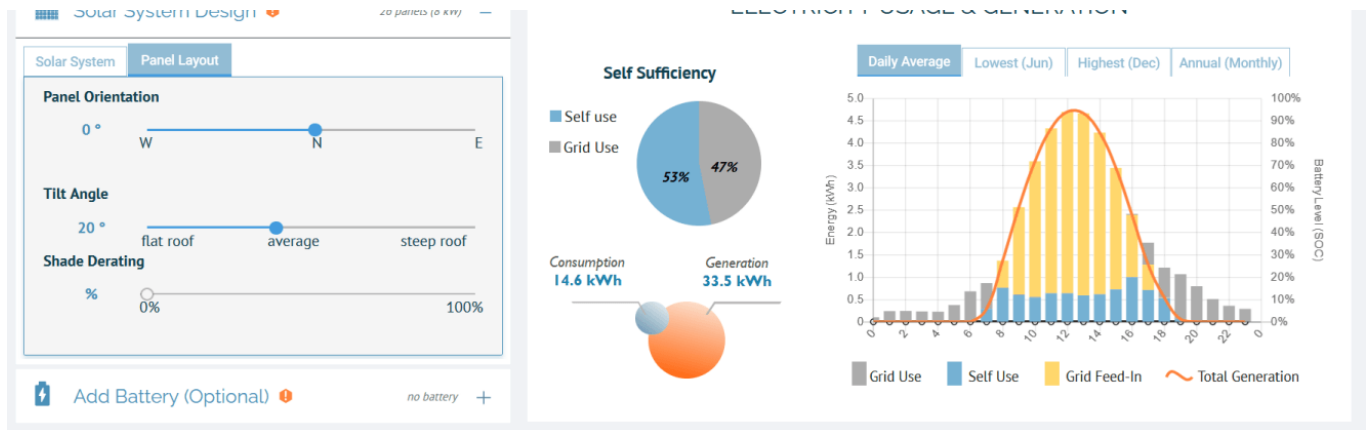 Solar System Design
26 panels (8 kW)
Solar System
Panel Layout
Panel Orientation
0 °
W
N
E
Tilt Angle
20 °
flat roof
average
steep roof
Shade Derating
%
0%
100%
Add Battery (Optional)
no battery
ELECTRICITY USAGE & GENERATION
Self Sufficiency
Self use
Grid Use
53%
47%
Consumption
14.6 kWh
Generation
33.5 kWh
Daily Average
Lowest (Jun)
Highest (Dec)
Annual (Monthly)
Energy (kWh)
5.0
4.5
4.0
3.5
3.0
2.5
2.0
1.5
1.0
0.5
0
100%
90%
80%
70%
60%
50%
40%
30%
20%
10%
0%
Battery Level (SOC)
0 2 4 6 8 10 12 14 16 18 20 22 0
Grid Use
Self Use
Grid Feed-In
Total Generation